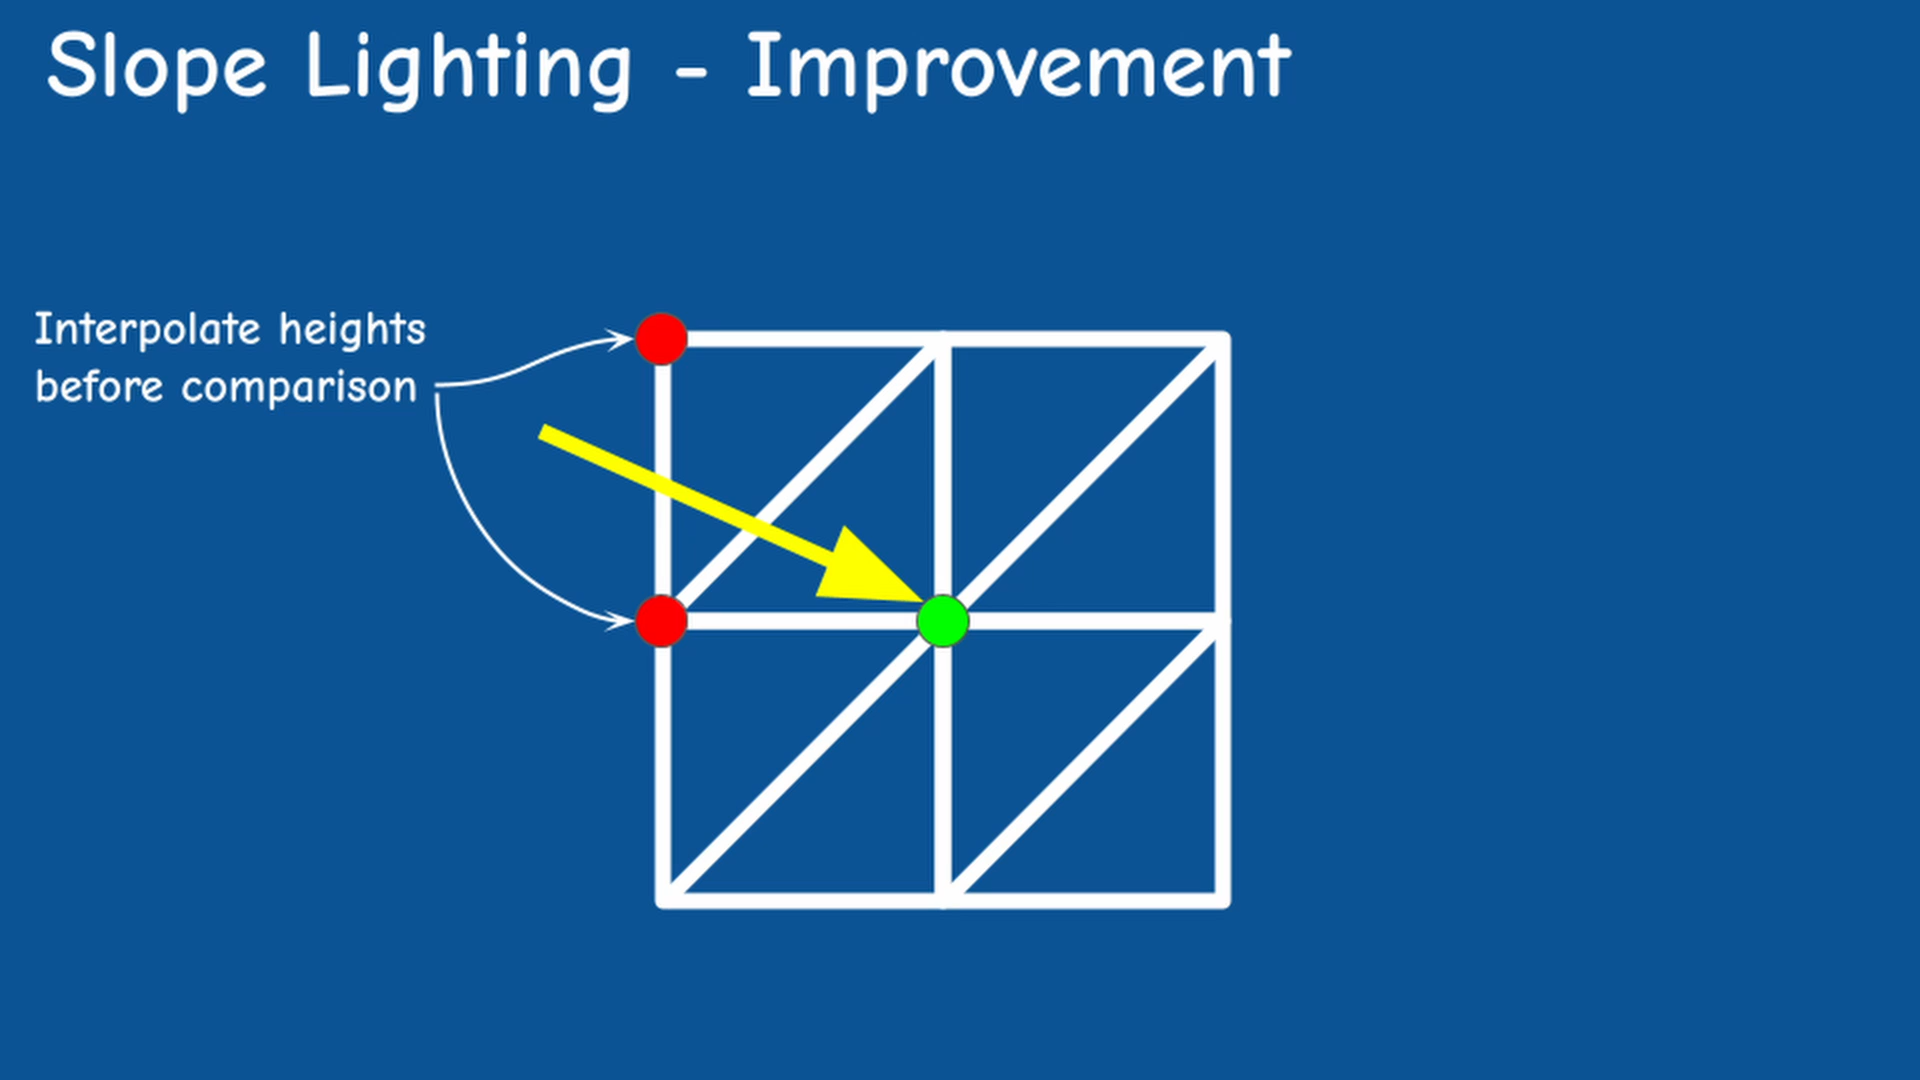 Slope Lighting - Improvement
Interpolate heights
before comparison